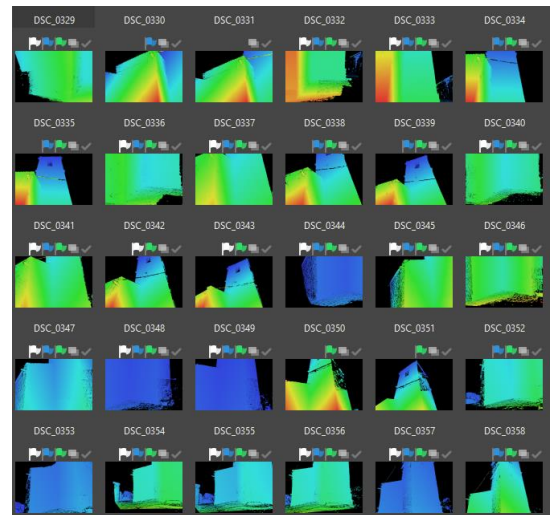 DSC_0329 DSC_0330 DSC_0331 DSC_0332 DSC_0333 DSC_0334
DSC_0335 DSC_0336 DSC_0337 DSC_0338 DSC_0339 DSC_0340
DSC_0341 DSC_0342 DSC_0343 DSC_0344 DSC_0345 DSC_0346
DSC_0347 DSC_0348 DSC_0349 DSC_0350 DSC_0351 DSC_0352
DSC_0353 DSC_0354 DSC_0355 DSC_0356 DSC_0357 DSC_0358